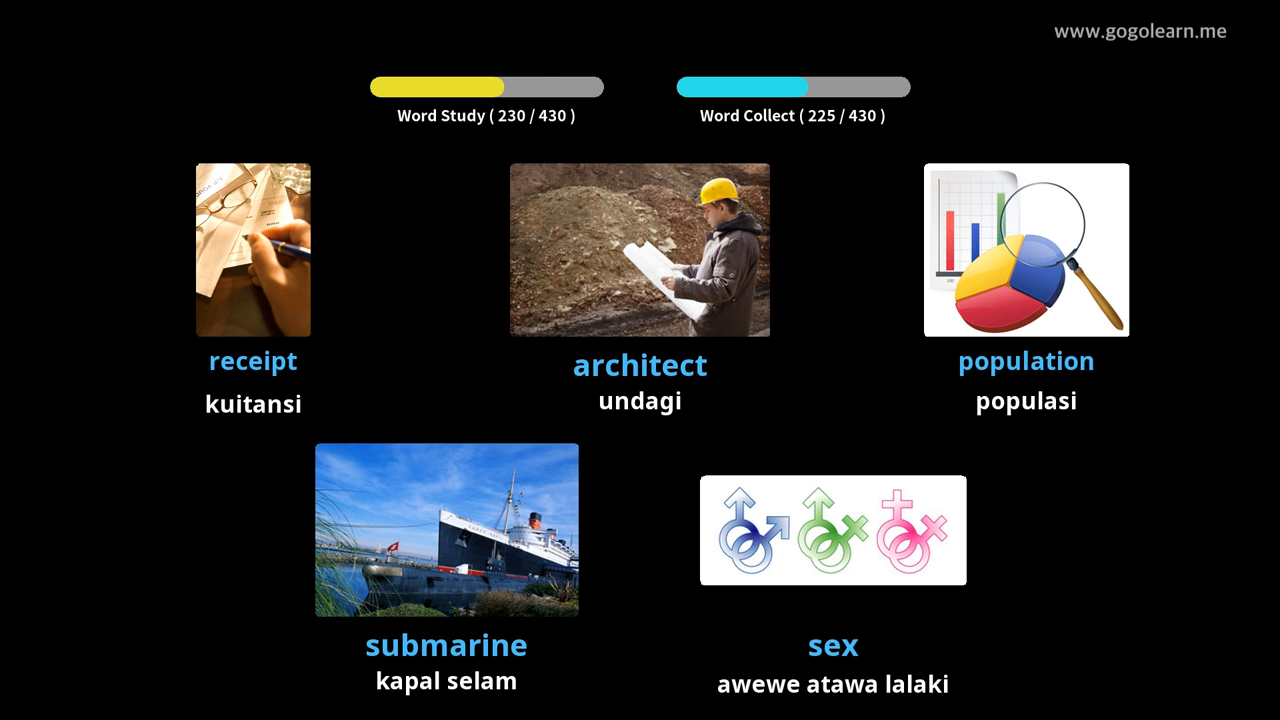 www.gogolearn.me
Word Study ( 230 / 430 )
Word Collect ( 225 / 430 )
receipt
kuitansi
architect
undagi
population
populasi
submarine
kapal selam
sex
awewe atawa lalaki